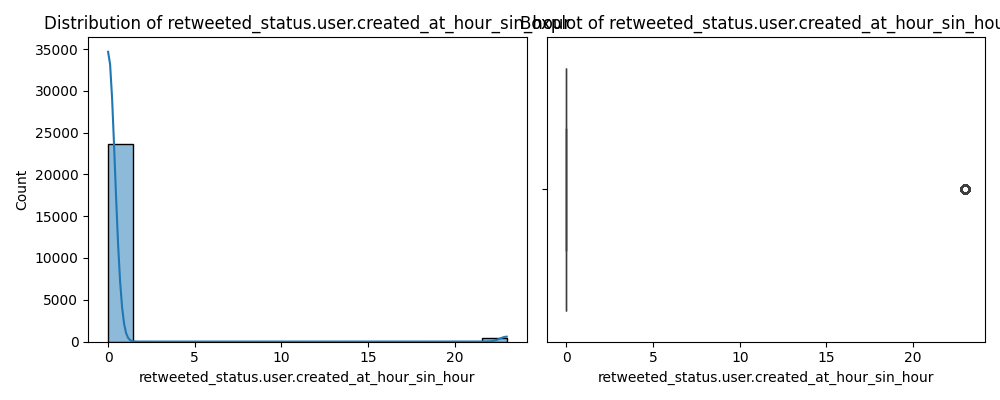 Distribution of retweeted_status.user.created_at_hour_sin_hour
Boxplot of retweeted_status.user.created_at_hour_sin_hou
35000
30000
25000
20000
15000
10000
5000
0
Count
0 5 10 15 20
retweeted_status.user.created_at_hour_sin_hour
0 5 10 15 20
retweeted_status.user.created_at_hour_sin_hour